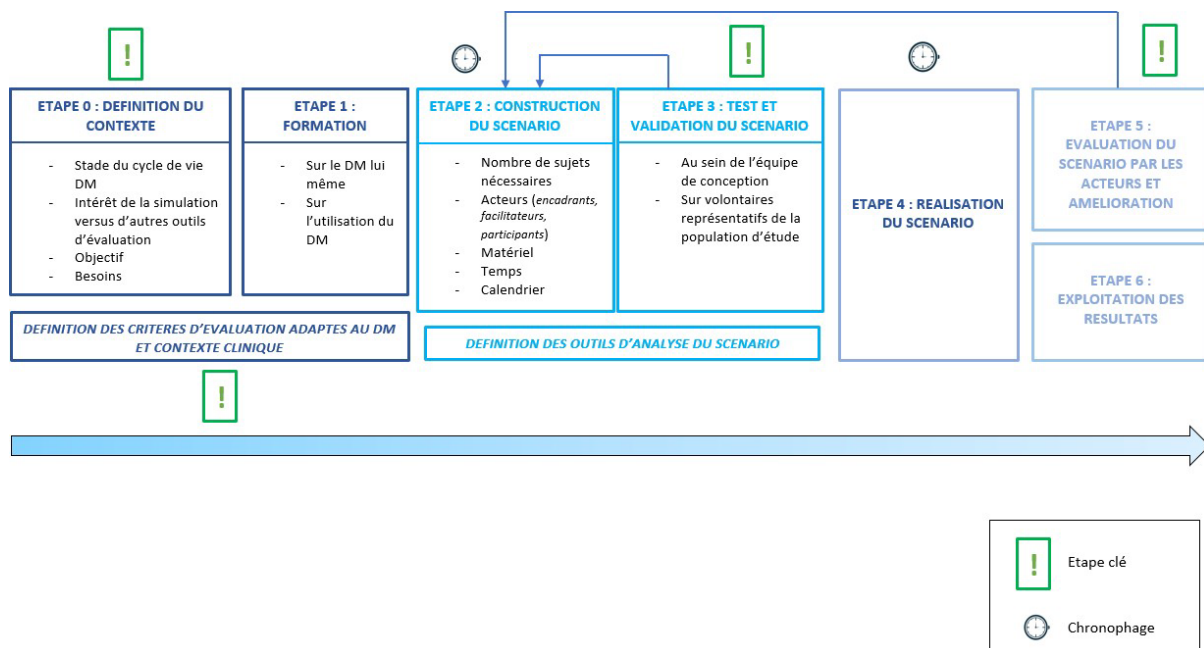 !
!
!
ETAPE 0 : DEFINITION DU
CONTEXTE
- Stade du cycle de vie
DM
- Intérêt de la simulation
versus d'autres outils
d'évaluation
- Objectif
- Besoins
ETAPE 1 :
FORMATION
- Sur le DM lui
même
- Sur
l'utilisation du
DM
ETAPE 2 : CONSTRUCTION
DU SCENARIO
- Nombre de sujets
nécessaires
- Acteurs (encadrants,
facilitateurs,
participants)
- Matériel
- Temps
- Calendrier
ETAPE 3 : TEST ET
VALIDATION DU SCENARIO
- Au sein de l'équipe
de conception
- Sur volontaires
représentatifs de la
population d'étude
ETAPE 4 : REALISATION
DU SCENARIO
ETAPE 5 :
EVALUATION DU
SCENARIO PAR LES
ACTEURS ET
AMELIORATION
ETAPE 6 :
EXPLOITATION DES
RESULTATS
DEFINITION DES CRITERES D'EVALUATION ADAPTES AU DM
ET CONTEXTE CLINIQUE
DEFINITION DES OUTILS D'ANALYSE DU SCENARIO
!
! Etape clé
Chronophage